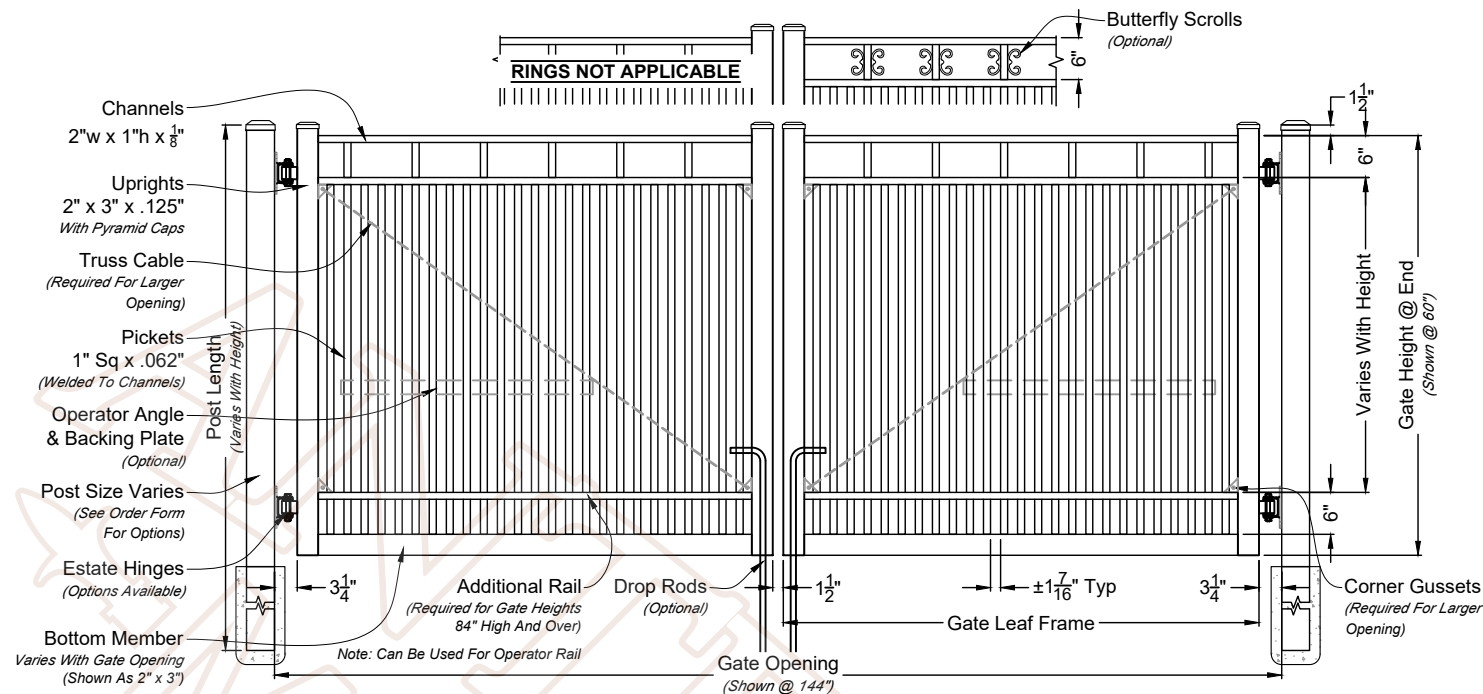 Butterfly Scrolls
(Optional)
6"
RINGS NOT APPLICABLE
Channels
2"w x 1"h x 1/8"
Uprights
2" x 3" x .125"
With Pyramid Caps
Truss Cable
(Required For Larger
Opening)
Pickets
1" Sq x .062"
(Welded To Channels)
Operator Angle
& Backing Plate
(Optional)
Post Size Varies
(See Order Form
For Options)
Estate Hinges
(Options Available)
Bottom Member
Varies With Gate Opening
(Shown As 2" x 3")
Post Length
(Varies With Height)
1 1/2"
6"
Varies With Height
Gate Height @ End
(Shown @ 60")
6"
3 1/4"
Additional Rail
(Required for Gate Heights
84" High And Over)
Note: Can Be Used For Operator Rail
Drop Rods
(Optional)
1 1/2"
±1 7/16" Typ
3 1/4"
Corner Gussets
(Required For Larger
Opening)
Gate Leaf Frame
Gate Opening
(Shown @ 144")